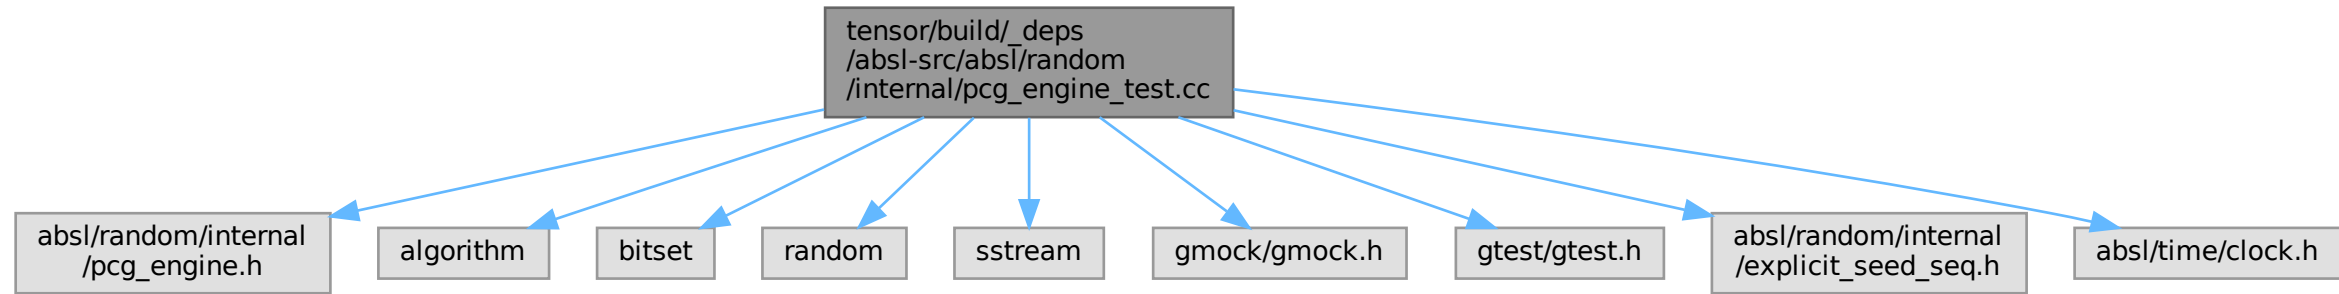 tensor/build/_deps
/absl-src/absl/random
/internal/pcg_engine_test.cc
absl/random/internal
/pcg_engine.h
algorithm
bitset
random
sstream
gmock/gmock.h
gtest/gtest.h
absl/random/internal
/explicit_seed_seq.h
absl/time/clock.h